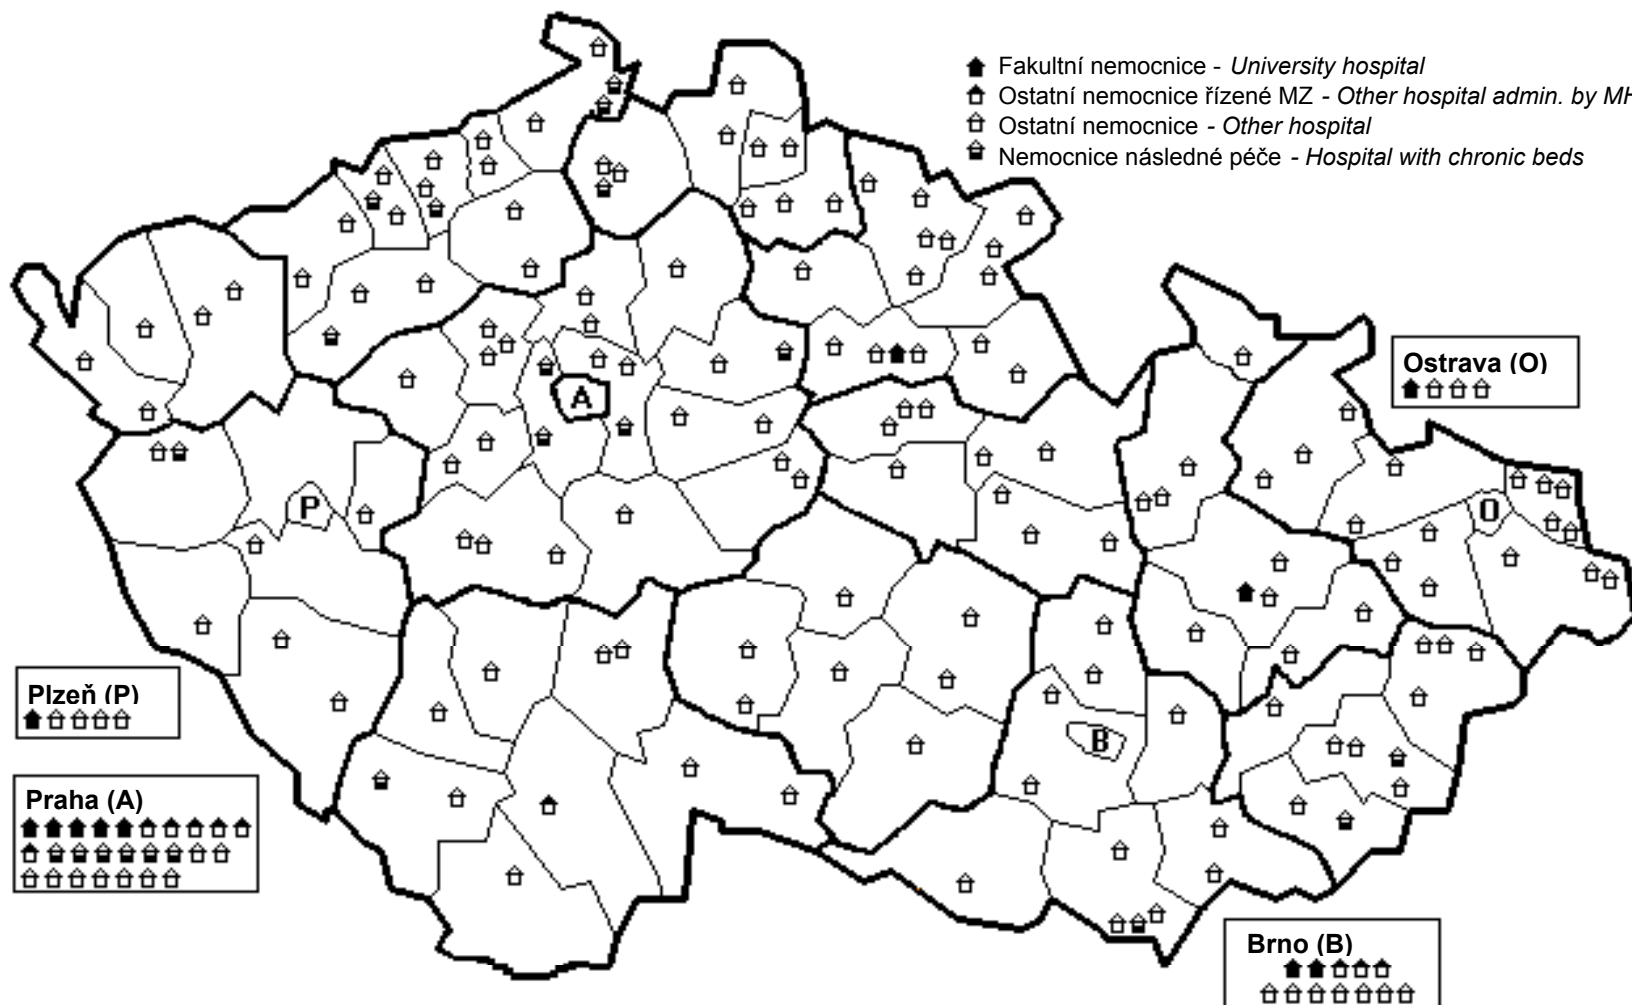 Fakultní nemocnice - University hospital
Ostatní nemocnice řízené MZ - Other hospital admin. by MH
Ostatní nemocnice - Other hospital
Nemocnice následné péče - Hospital with chronic beds
Ostrava (O)
A
P
O
Plzeň (P)
B
Praha (A)
Brno (B)